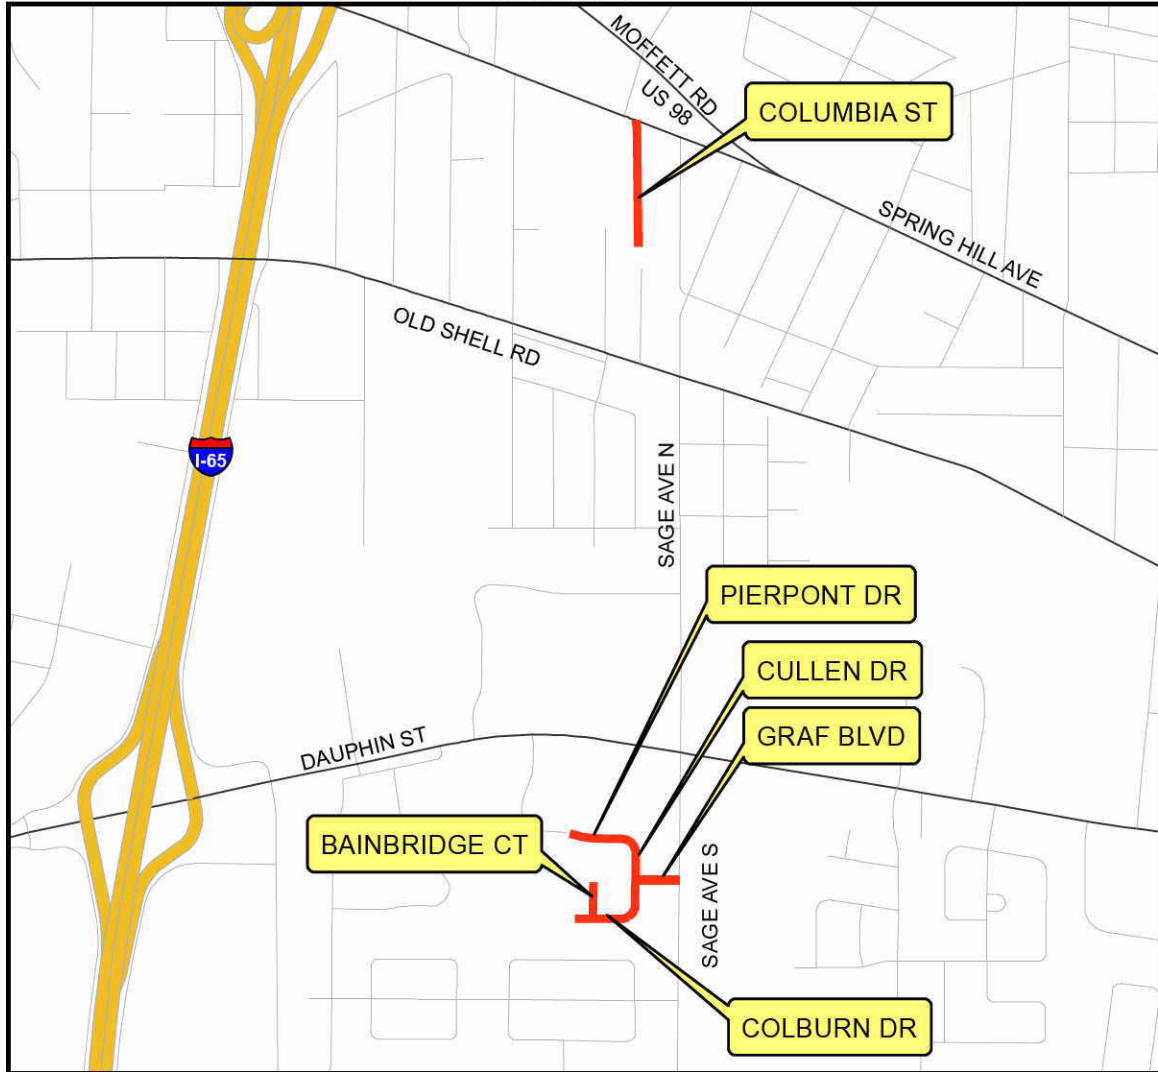 MOFFETT RD
US 98
COLUMBIA ST
SPRING HILL AVE
OLD SHELL RD
I-65
SAGE AVE N
PIERPONT DR
CULLEN DR
GRAF BLVD
DAUPHIN ST
BAINBRIDGE CT
SAGE AVE S
COLBURN DR